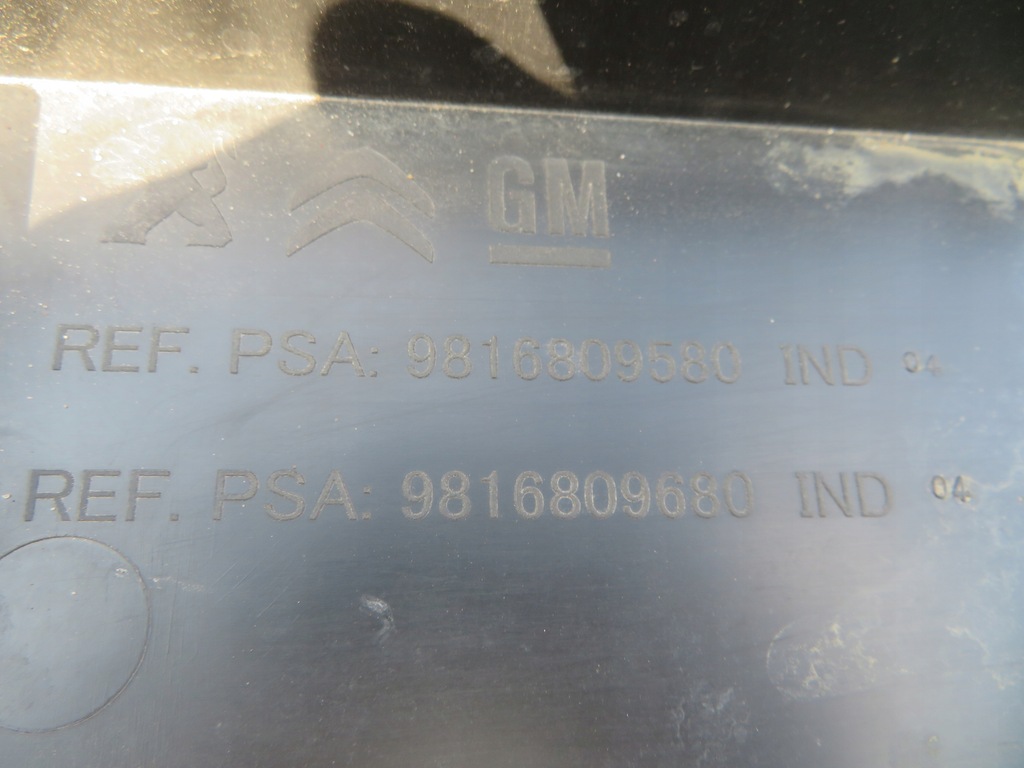 GM
REF. PSA: 9816809580 IND 04
REF. PSA: 9816809680 IND 04